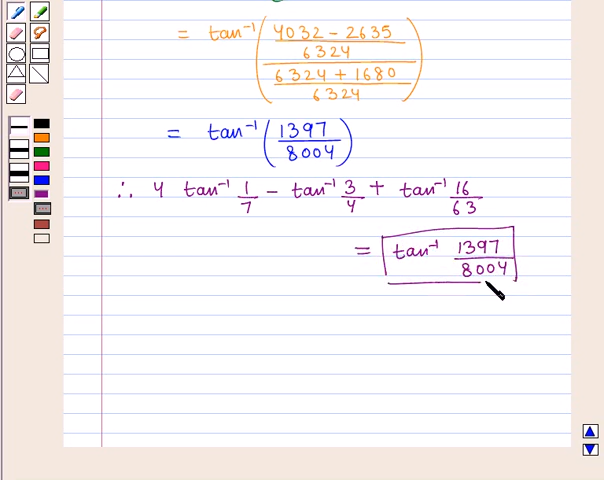 = tan⁻¹ ( (4032 − 2635)/6324 / (6324 + 1680)/6324 )
= tan⁻¹ ( 1397/8004 )
∴ 4 tan⁻¹ 1/7 − tan⁻¹ 3/4 + tan⁻¹ 16/63
= tan⁻¹ 1397/8004